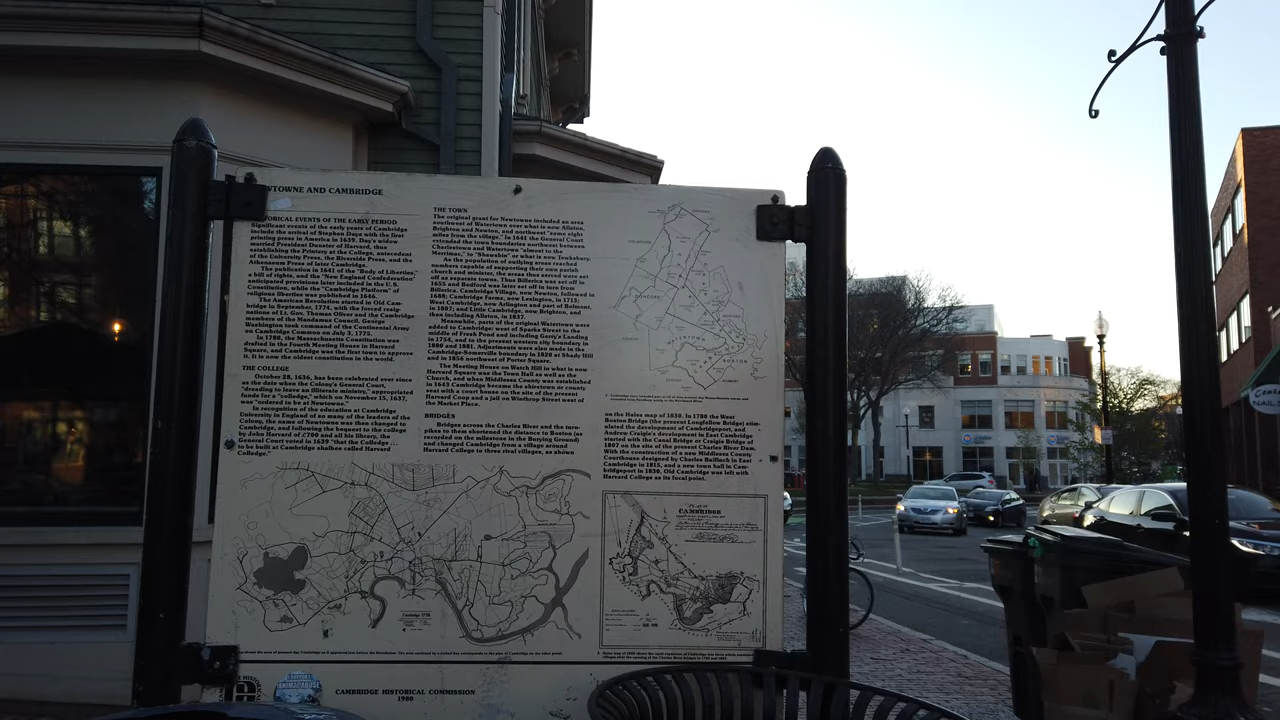 WTOWNE AND CAMBRIDGE
TORICAL EVENTS OF THE EARLY PERIOD
Significant events of the early years of Cambridge
include the arrival of Stephen Daye with the first
printing press in America in 1639. Day's widow
married President Dunster of Harvard, thus
establishing the Printery at the College, antecedent
of the University Press, the Riverside Press, and the
Athenaeum Press of later Cambridge.
The publication in 1641 of the "Body of Liberties,"
a bill of rights, and the "New England Confederation"
anticipated provisions later included in the U.S.
Constitution, while the "Cambridge Platform" of
religious liberties was published in 1646.
The American Revolution started in Old Cam-
bridge in September, 1774, with the forced resig-
nations of Lt. Gov. Thomas Oliver and the Cambridge
members of the Mandamus Council. George
Washington took command of the Continental Army
on Cambridge Common on July 3, 1775.
In 1780, the Massachusetts Constitution was
drafted in the Fourth Meeting House in Harvard
Square, and Cambridge was the first town to approve
it. It is now the oldest constitution in the world.
THE COLLEGE
October 28, 1636, has been celebrated ever since
as the date when the Colony's General Court,
"dreading to leave an illiterate ministry," appropriated
funds for a "colledge," which on November 15, 1637,
was "ordered to be at Newtowne."
In recognition of the education at Cambridge
University in England of so many of the leaders of the
Colony, the name of Newtowne was then changed to
Cambridge, and following the bequest to the college
by John Harvard of £700 and all his library, the
General Court voted in 1639 "that the Colledge ...
to be built at Cambridge shalbee called Harvard
Colledge."
THE TOWN
The original grant for Newtowne included an area
southwest of Watertown over what is now Allston,
Brighton and Newton, and northwest "some eight
miles from the village." In 1641 the General Court
extended the town boundaries northwest between
Charlestown and Watertown "almost to the
Merrimac," to "Shawshin" or what is now Tewksbury.
As the population of outlying areas reached
numbers capable of supporting their own parish
church and minister, the areas thus served were set
off as separate towns. Thus Billerica was set off in
1655 and Bedford was later set off in turn from
Billerica. Cambridge Village, now Newton, followed in
1688; Cambridge Farms, now Lexington, in 1713;
West Cambridge, now Arlington and part of Belmont,
in 1807; and Little Cambridge, now Brighton, and
then including Allston, in 1837.
Meanwhile, parts of the original Watertown were
added to Cambridge: west of Sparks Street to the
middle of Fresh Pond and including Gerry's Landing
in 1754, and to the present western city boundary in
1880 and 1881. Adjustments were also made in the
Cambridge-Somerville boundary in 1820 at Shady Hill
and in 1856 northwest of Porter Square.
The Meeting House on Watch Hill in what is now
Harvard Square was the Town Hall as well as the
Church, and when Middlesex County was established
in 1643 Cambridge became the shiretown or county
seat with a court house on the site of the present
Harvard Coop and a jail on Winthrop Street west of
the Market Place.
BRIDGES
Bridges across the Charles River and the turn-
pikes to them shortened the distance to Boston (as
recorded on the milestone in the Burying Ground)
and changed Cambridge from a village around
Harvard College to three rival villages, as shown
CONCORD
WATERTOWN
BOSTON
on the Hales map of 1830. In 1780 the West
Boston Bridge (the present Longfellow Bridge) stim-
ulated the development of Cambridgeport, and
Andrew Craigie's development in East Cambridge
started with the Canal Bridge or Craigie Bridge of
1807 on the site of the present Charles River Dam.
With the construction of a new Middlesex County
Courthouse designed by Charles Bulfinch in East
Cambridge in 1815, and a new town hall in Cam-
bridgeport in 1830, Old Cambridge was left with
Harvard College as its focal point.
PLAN OF
CAMBRIDGE
Cambridge 1776
CAMBRIDGE HISTORICAL COMMISSION
1980
SUPPORT
ANIMAL ABUSE
NAILS